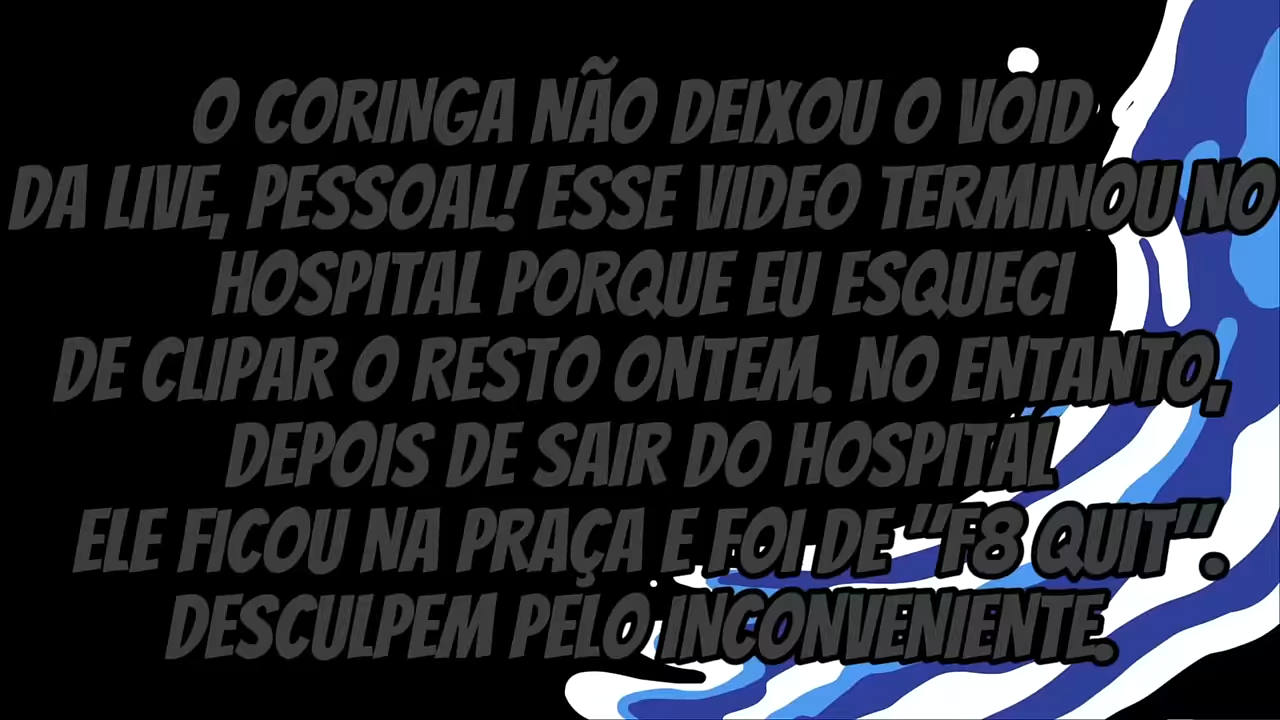 O CORINGA NÃO DEIXOU O VOID
DA LIVE, PESSOAL! ESSE VIDEO TERMINOU NO
HOSPITAL PORQUE EU ESQUECI
DE CLIPAR O RESTO ONTEM. NO ENTANTO,
DEPOIS DE SAIR DO HOSPITAL
ELE FICOU NA PRAÇA E FOI DE "F8 QUIT".
DESCULPEM PELO INCONVENIENTE.